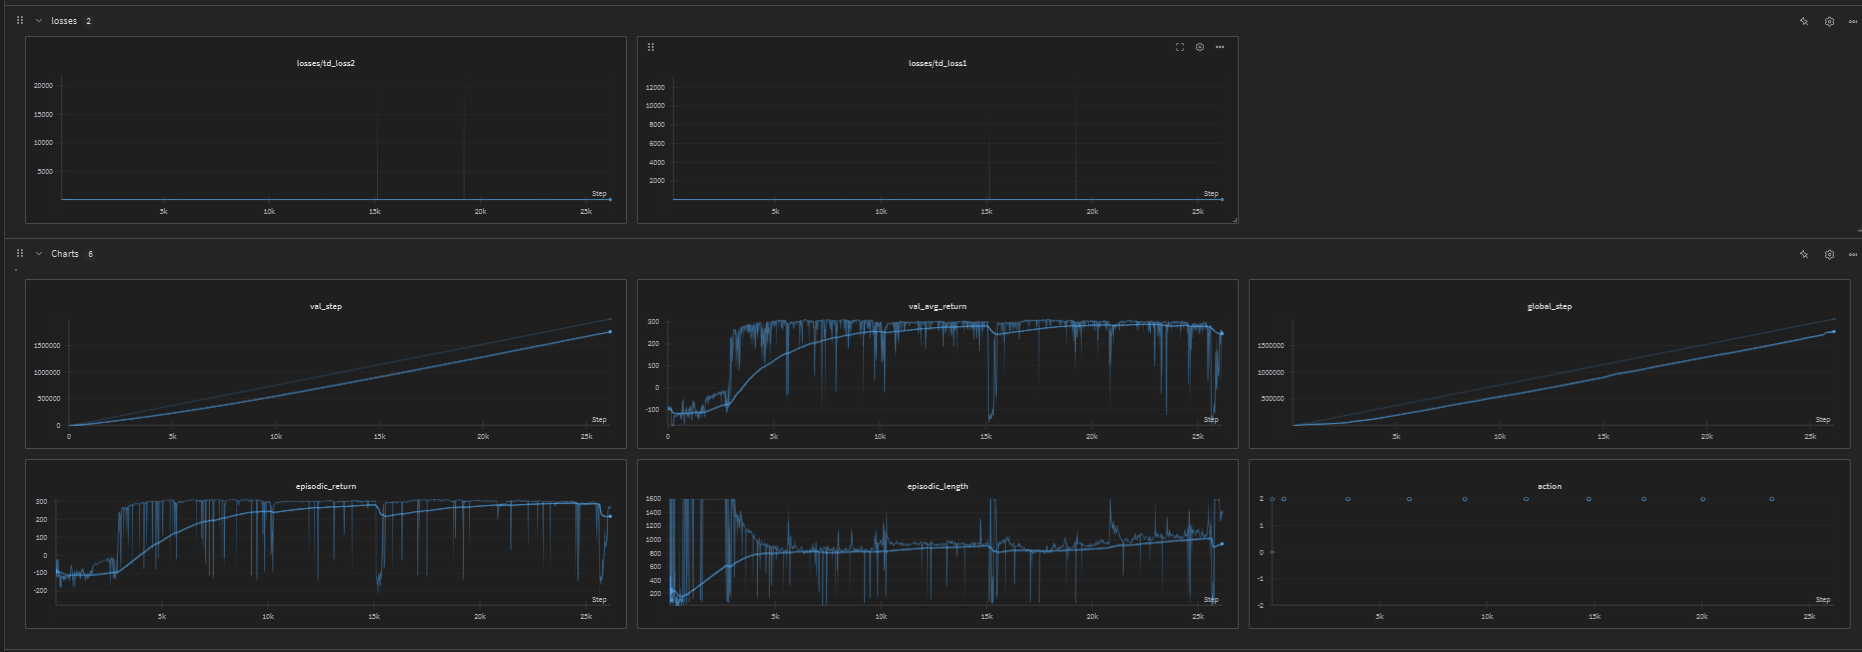 losses 2
losses/td_loss2
20000
15000
10000
5000
Step
5k 10k 15k 20k 25k
losses/td_loss1
12000
10000
8000
6000
4000
2000
Step
5k 10k 15k 20k 25k
Charts 6
val_step
1500000
1000000
500000
0
Step
0 5k 10k 15k 20k 25k
val_avg_return
300
200
100
0
-100
Step
0 5k 10k 15k 20k 25k
global_step
1500000
1000000
500000
Step
5k 10k 15k 20k 25k
episodic_return
300
200
100
0
-100
-200
Step
5k 10k 15k 20k 25k
episodic_length
1600
1400
1200
1000
800
600
400
200
Step
5k 10k 15k 20k 25k
action
2
1
0
-1
-2
Step
5k 10k 15k 20k 25k